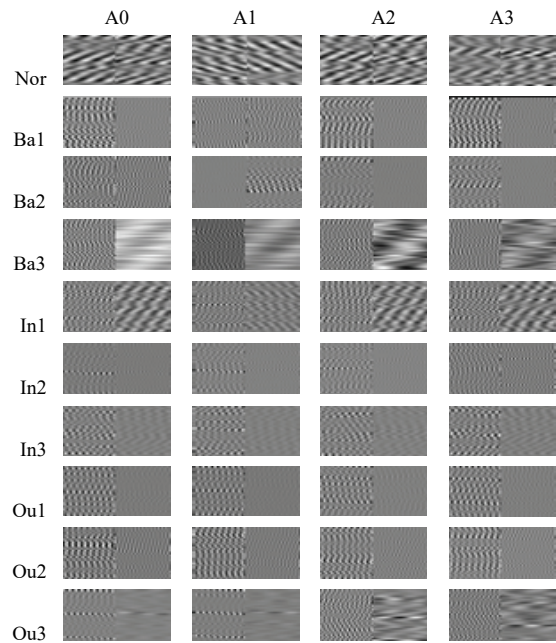 A0 A1 A2 A3
Nor
Ba1
Ba2
Ba3
In1
In2
In3
Ou1
Ou2
Ou3